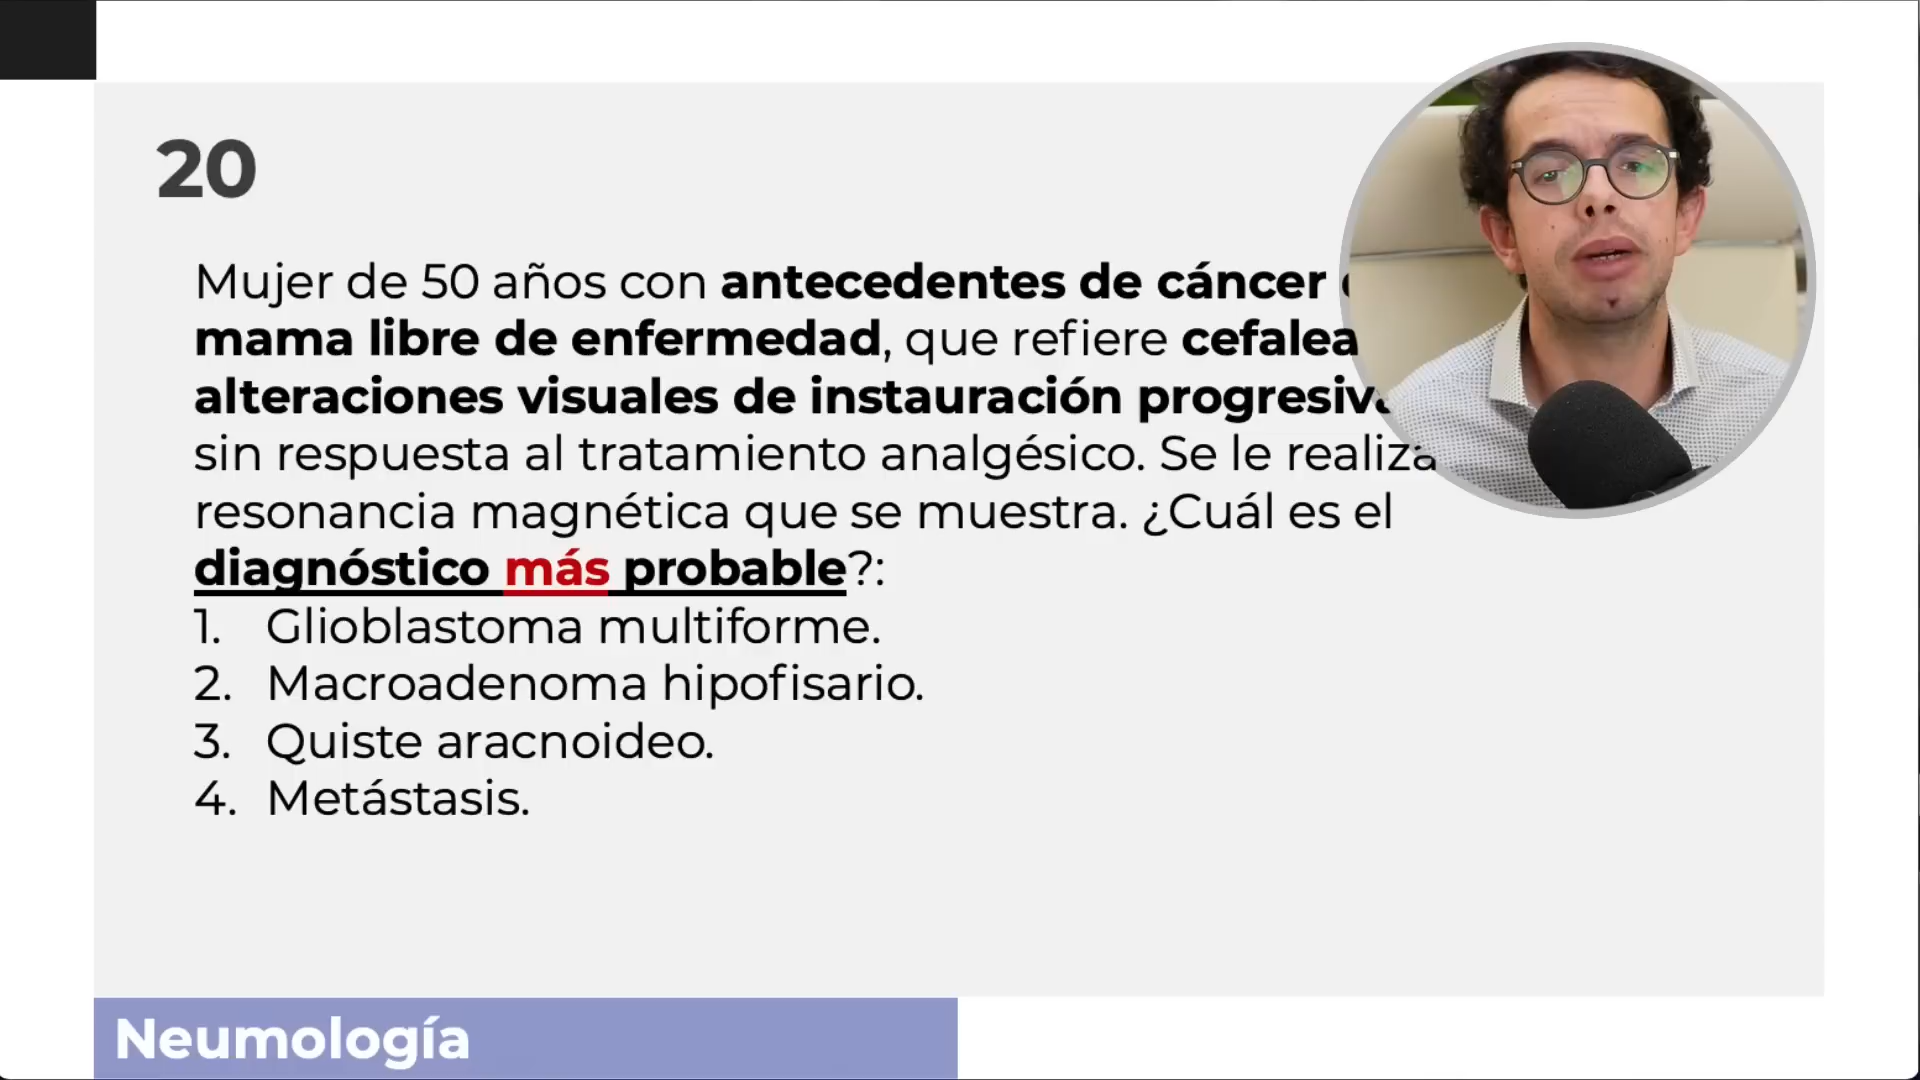 20
Mujer de 50 años con antecedentes de cáncer
mama libre de enfermedad, que refiere cefalea
alteraciones visuales de instauración progresiva
sin respuesta al tratamiento analgésico. Se le realiza
resonancia magnética que se muestra. ¿Cuál es el
diagnóstico más probable?:
1. Glioblastoma multiforme.
2. Macroadenoma hipofisario.
3. Quiste aracnoideo.
4. Metástasis.
Neumología